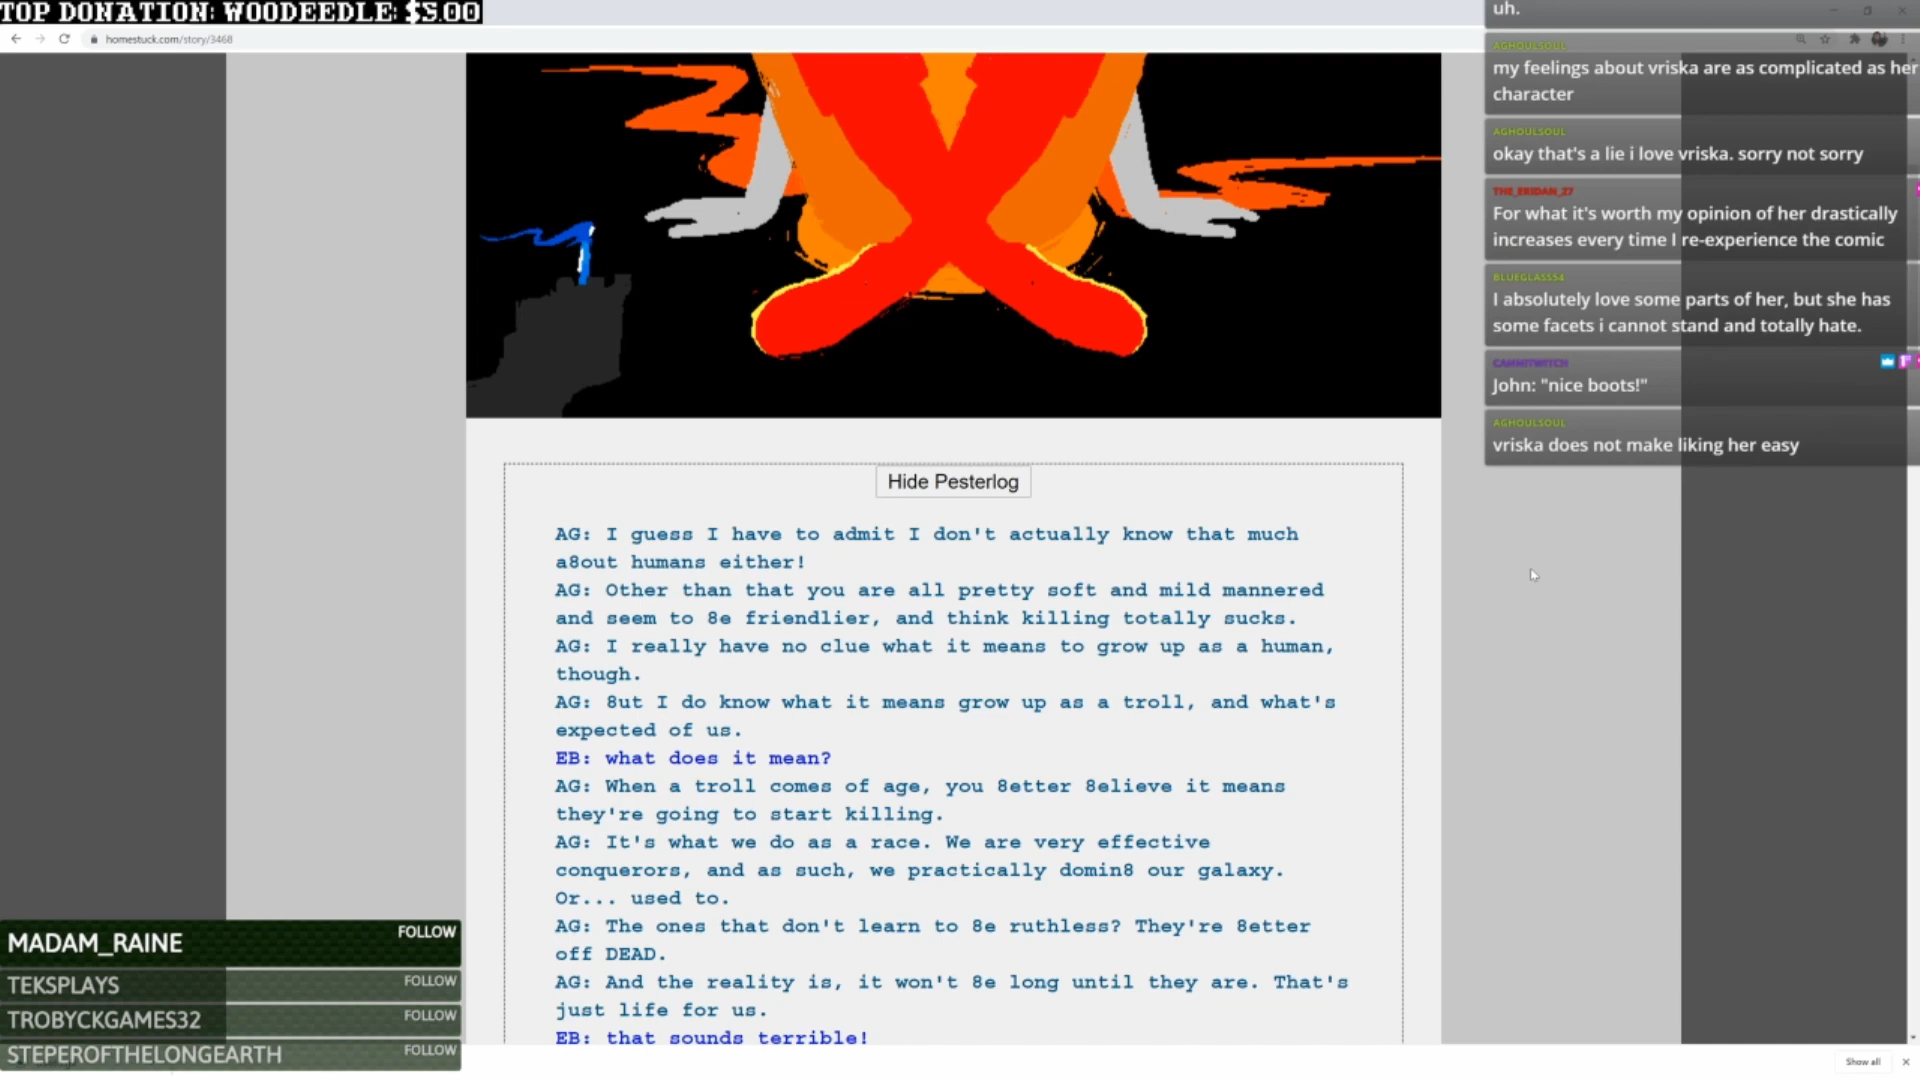 TOP DONATION: WOODEEDLE: $5.00
homestuck.com/story/3468
uh.
AGHOULSOUL
my feelings about vriska are as complicated as her
character
AGHOULSOUL
okay that's a lie i love vriska. sorry not sorry
THE_ERIDAN_27
For what it's worth my opinion of her drastically
increases every time I re-experience the comic
BLUEGLASS54
I absolutely love some parts of her, but she has
some facets i cannot stand and totally hate.
CAMMITWITCH
John: "nice boots!"
AGHOULSOUL
vriska does not make liking her easy
Hide Pesterlog
AG: I guess I have to admit I don't actually know that much
a8out humans either!
AG: Other than that you are all pretty soft and mild mannered
and seem to 8e friendlier, and think killing totally sucks.
AG: I really have no clue what it means to grow up as a human,
though.
AG: 8ut I do know what it means grow up as a troll, and what's
expected of us.
EB: what does it mean?
AG: When a troll comes of age, you 8etter 8elieve it means
they're going to start killing.
AG: It's what we do as a race. We are very effective
conquerors, and as such, we practically domin8 our galaxy.
Or... used to.
AG: The ones that don't learn to 8e ruthless? They're 8etter
off DEAD.
AG: And the reality is, it won't 8e long until they are. That's
just life for us.
EB: that sounds terrible!
MADAM_RAINE FOLLOW
TEKSPLAYS FOLLOW
TROBYCKGAMES32 FOLLOW
STEPEROFTHELONGEARTH FOLLOW
Show all